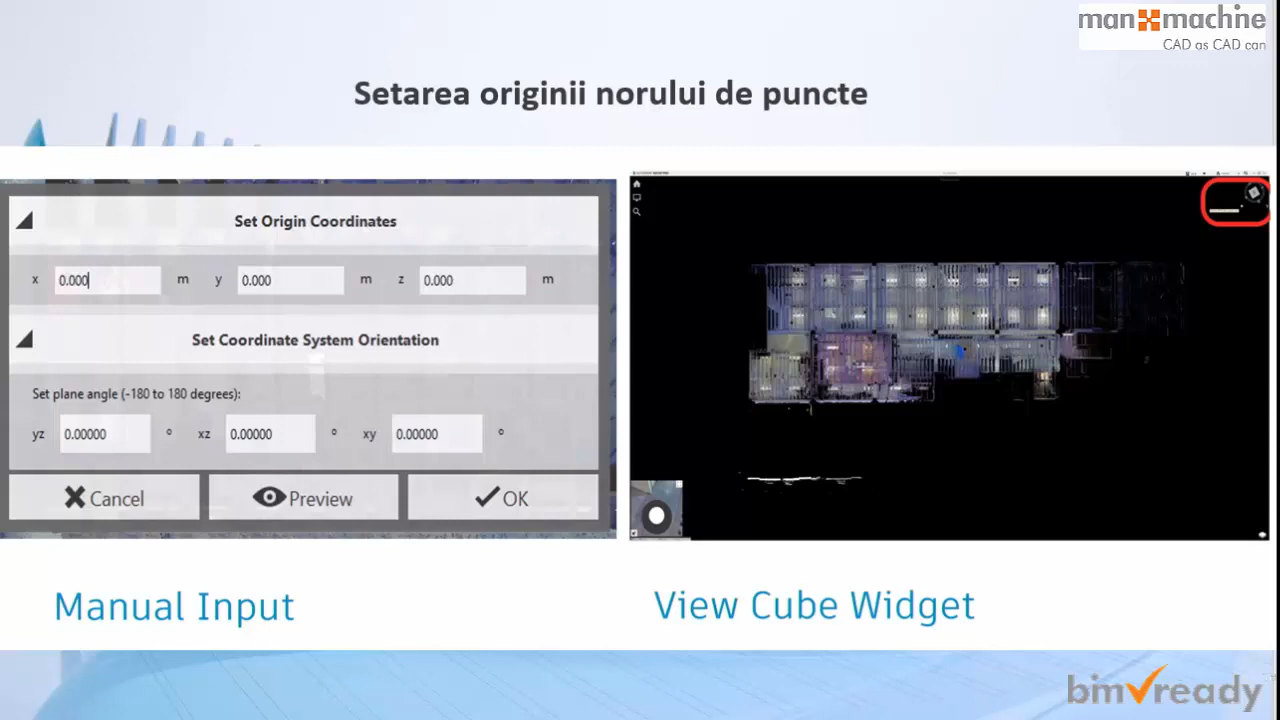 man machine
CAD as CAD can
Setarea originii norului de puncte
Set Origin Coordinates
x 0.000 m y 0.000 m z 0.000 m
Set Coordinate System Orientation
Set plane angle (-180 to 180 degrees):
yz 0.00000 ° xz 0.00000 ° xy 0.00000 °
Cancel Preview OK
Manual Input
View Cube Widget
bim ready